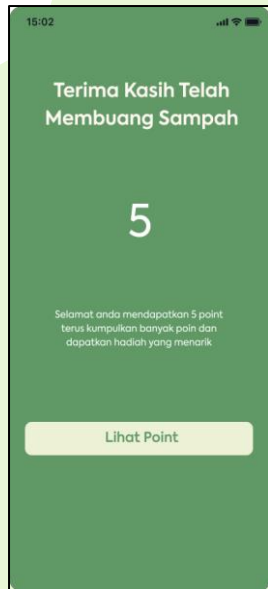 15:02
Terima Kasih Telah
Membuang Sampah
5
Selamat anda mendapatkan 5 point
terus kumpulkan banyak poin dan
dapatkan hadiah yang menarik
Lihat Point